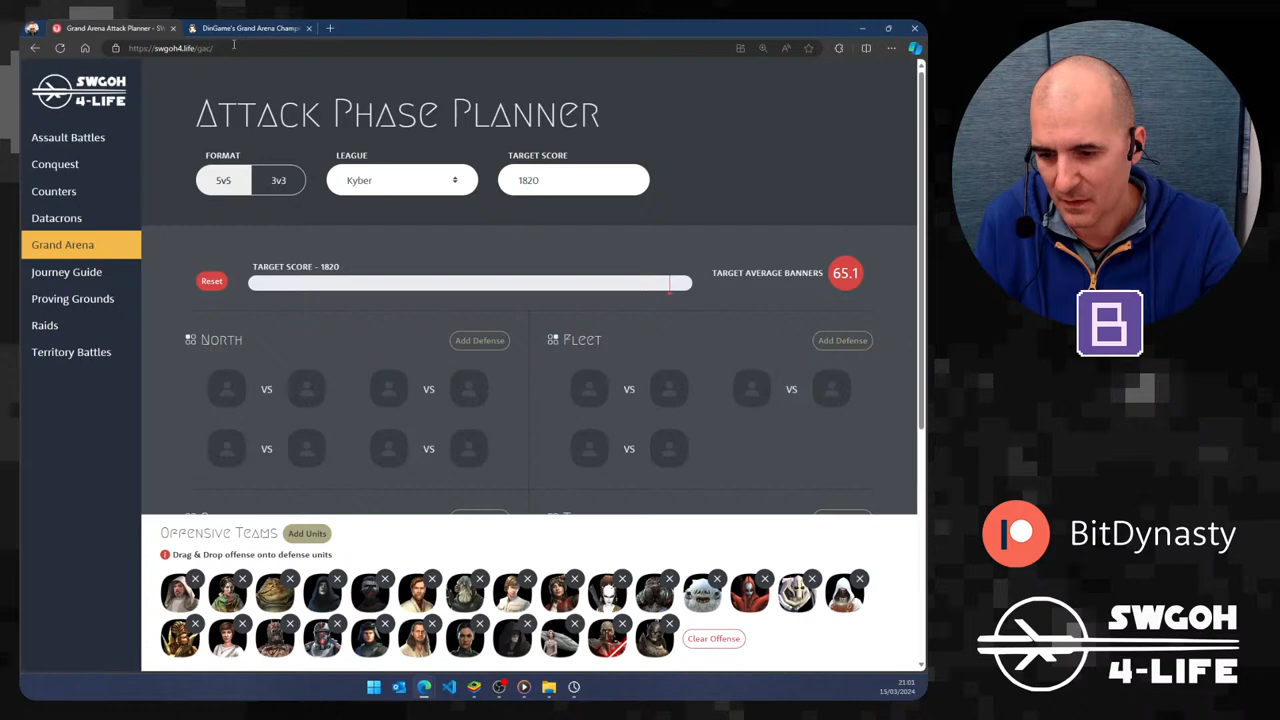 Grand Arena Attack Planner - SW
DinGame's Grand Arena Champ
https://swgoh4.life/gac/
SWGOH
4-LIFE
Assault Battles
Conquest
Counters
Datacrons
Grand Arena
Journey Guide
Proving Grounds
Raids
Territory Battles
Attack Phase Planner
FORMAT
LEAGUE
TARGET SCORE
5v5
3v3
Kyber
1820
Reset
TARGET SCORE - 1820
TARGET AVERAGE BANNERS
65.1
North
Add Defense
VS
VS
VS
VS
Fleet
Add Defense
VS
VS
VS
Offensive Teams
Add Units
Drag & Drop offense onto defense units
Clear Offense
21:01
15/03/2024
B
BitDynasty
SWGOH
4-LIFE